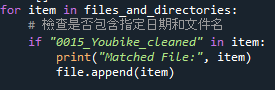 for item in files_and_directories:
# 檢查是否包含指定日期和文件名
if "0015_Youbike_cleaned" in item:
print("Matched File:", item)
file.append(item)